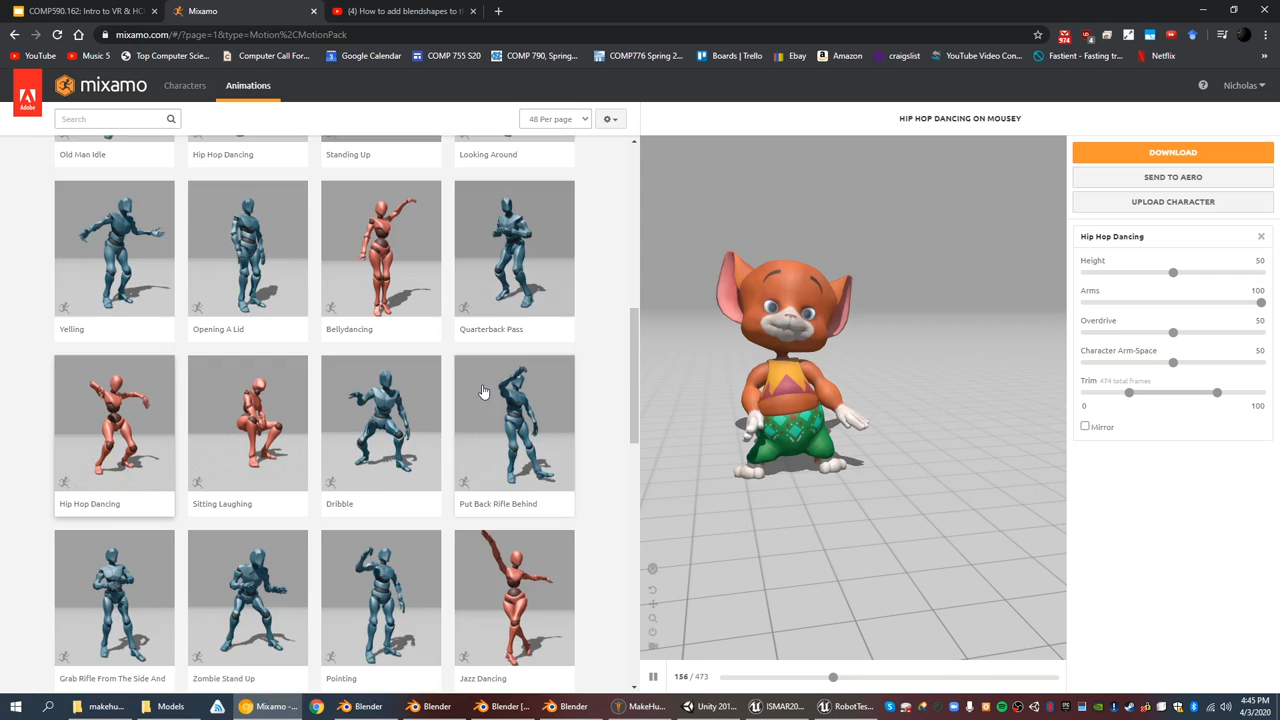 COMP590.162: Intro to VR & HC
Mixamo
(4) How to add blendshapes to t
mixamo.com/#/?page=1&type=Motion%2CMotionPack
974
YouTube
Music 5
Top Computer Scie...
Computer Call For...
Google Calendar
COMP 755 S20
COMP 790, Spring...
COMP776 Spring 2...
Boards | Trello
Amazon
craigslist
YouTube Video Con...
Fastient - Fasting tr...
Netflix
Adobe
mixamo
Characters
Animations
Nicholas
Search
48 Per page
HIP HOP DANCING ON MOUSEY
Old Man Idle
Hip Hop Dancing
Standing Up
Looking Around
Yelling
Opening A Lid
Bellydancing
Quarterback Pass
Hip Hop Dancing
Sitting Laughing
Dribble
Put Back Rifle Behind
Grab Rifle From The Side And
Zombie Stand Up
Pointing
Jazz Dancing
DOWNLOAD
SEND TO AERO
UPLOAD CHARACTER
Hip Hop Dancing
Height 50
Arms 100
Overdrive 50
Character Arm-Space 50
Trim 474 total frames
0 100
Mirror
156 / 473
makehu...
Models
Mixamo -...
Blender
Blender
Blender [...
MakeHu...
Unity 201...
ISMAR20...
RobotTes...
4:45 PM
4/3/2020